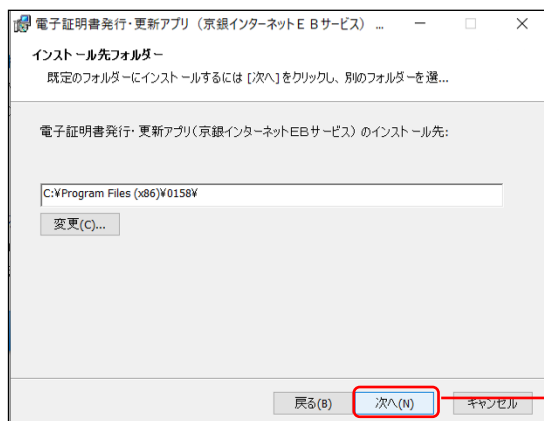 電子証明書発行・更新アプリ（京銀インターネットＥＢサービス） ...
インストール先フォルダー
既定のフォルダーにインストールするには [次へ]をクリックし、別のフォルダーを選...
電子証明書発行・更新アプリ(京銀インターネットEBサービス) のインストール先:
C:¥Program Files (x86)¥0158¥
変更(C)...
戻る(B)
次へ(N)
キャンセル